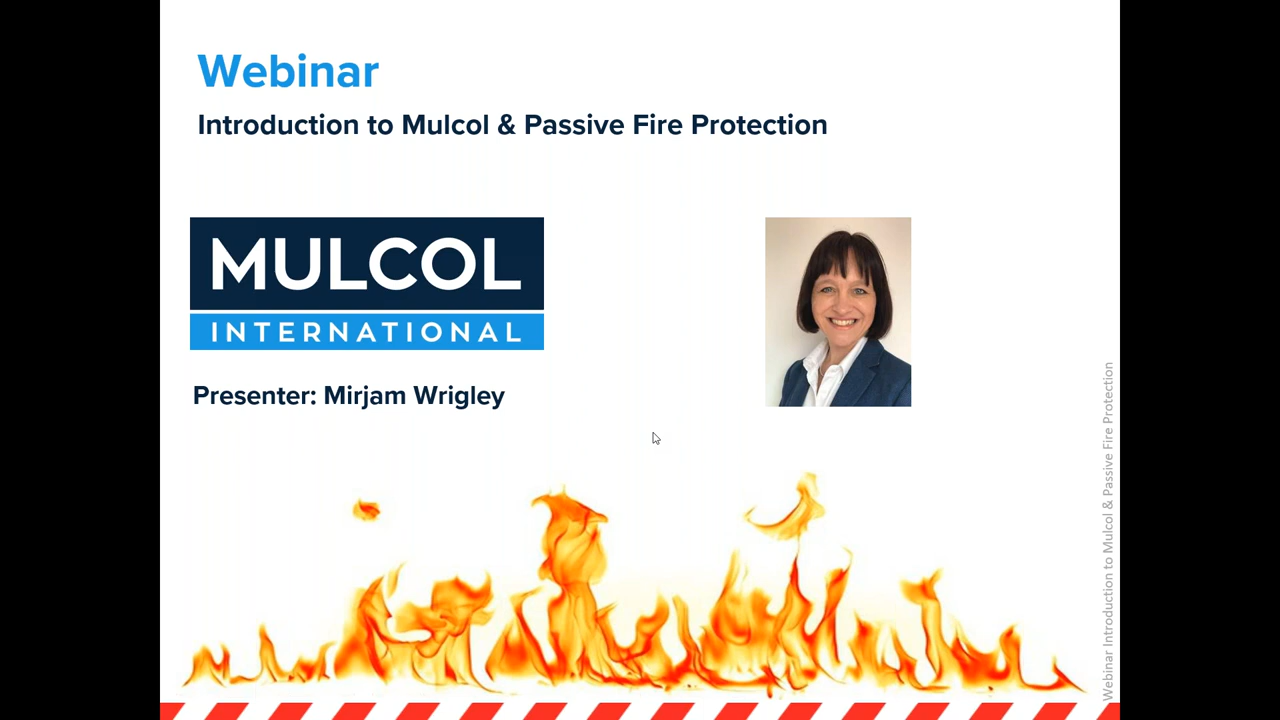 Webinar
Introduction to Mulcol & Passive Fire Protection
MULCOL
INTERNATIONAL
Presenter: Mirjam Wrigley
Webinar Introduction to Mulcol & Passive Fire Protection